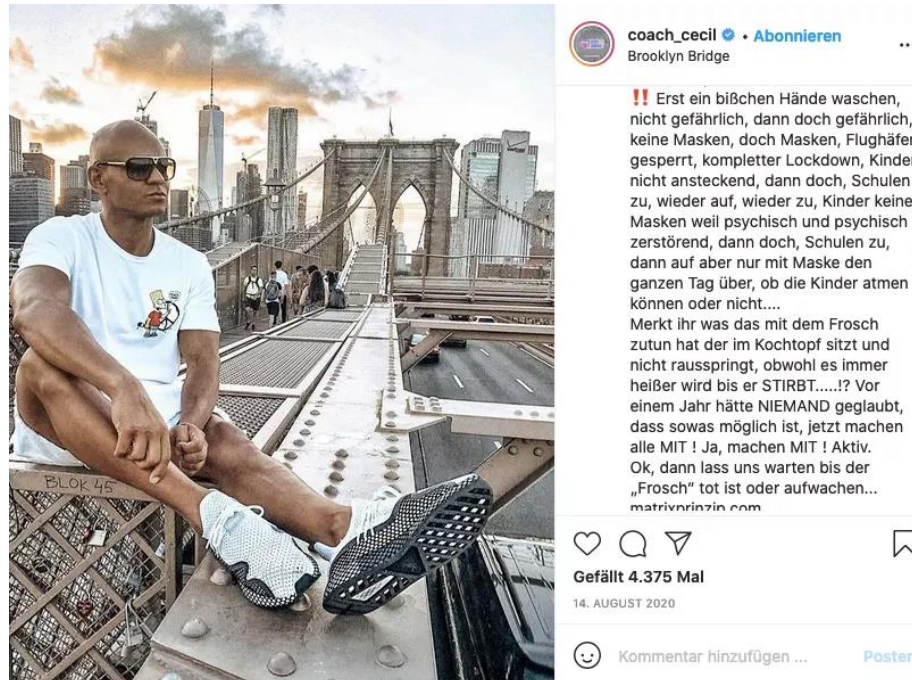 coach_cecil • Abonnieren
Brooklyn Bridge
‼️ Erst ein bißchen Hände waschen,
nicht gefährlich, dann doch gefährlich,
keine Masken, doch Masken, Flughäfen
gesperrt, kompletter Lockdown, Kinder
nicht ansteckend, dann doch, Schulen
zu, wieder auf, wieder zu, Kinder keine
Masken weil psychisch und psychisch
zerstörend, dann doch, Schulen zu,
dann auf aber nur mit Maske den
ganzen Tag über, ob die Kinder atmen
können oder nicht....
Merkt ihr was das mit dem Frosch
zutun hat der im Kochtopf sitzt und
nicht rausspringt, obwohl es immer
heißer wird bis er STIRBT.....!? Vor
einem Jahr hätte NIEMAND geglaubt,
dass sowas möglich ist, jetzt machen
alle MIT ! Ja, machen MIT ! Aktiv.
Ok, dann lass uns warten bis der
„Frosch" tot ist oder aufwachen...
matrixprinzip.com
Gefällt 4.375 Mal
14. AUGUST 2020
Kommentar hinzufügen ...
Posten
BLOK 45
verizon